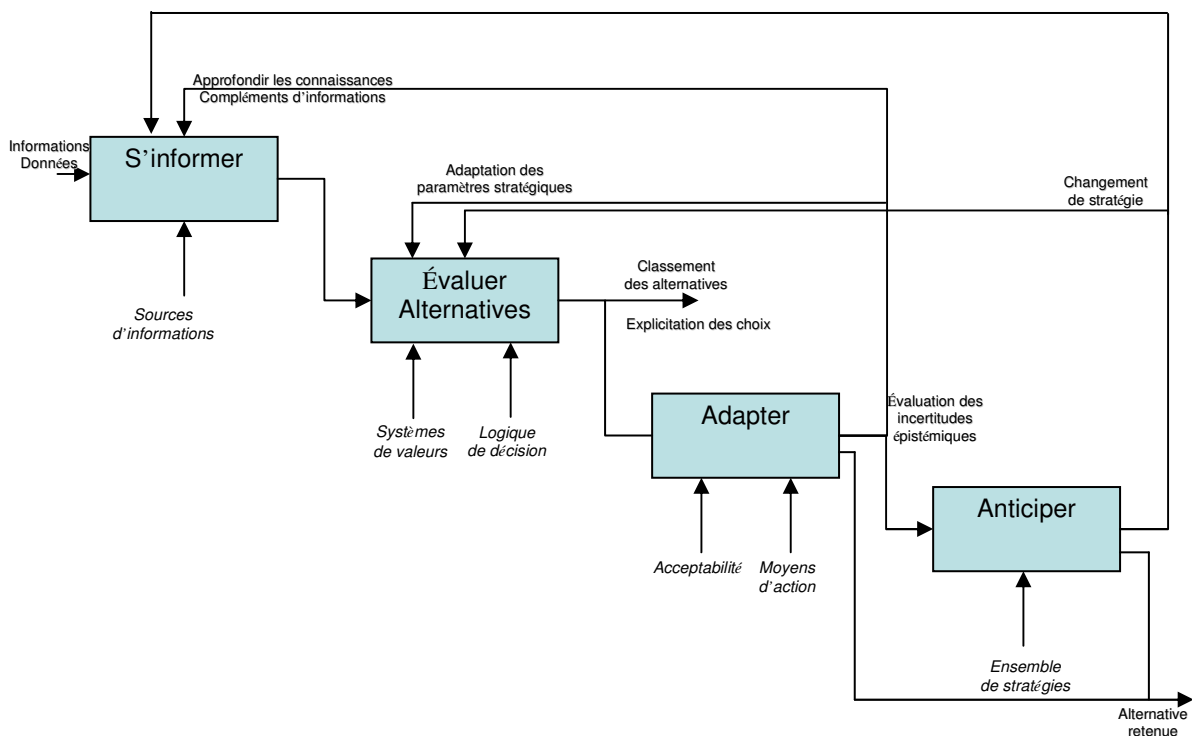 Approfondir les connaissances
Compléments d'informations
Informations
Données
S'informer
Adaptation des
paramètres stratégiques
Changement
de stratégie
Évaluer
Alternatives
Classement
des alternatives
Explicitation des choix
Sources
d'informations
Adapter
Évaluation des
incertitudes
épistémiques
Systèmes
de valeurs
Logique
de décision
Anticiper
Acceptabilité
Moyens
d'action
Ensemble
de stratégies
Alternative
retenue